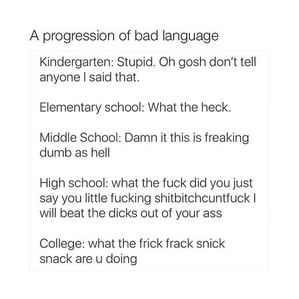 A progression of bad language
Kindergarten: Stupid. Oh gosh don't tell
anyone I said that.
Elementary school: What the heck.
Middle School: Damn it this is freaking
dumb as hell
High school: what the fuck did you just
say you little fucking shitbitchcuntfuck I
will beat the dicks out of your ass
College: what the frick frack snick
snack are u doing